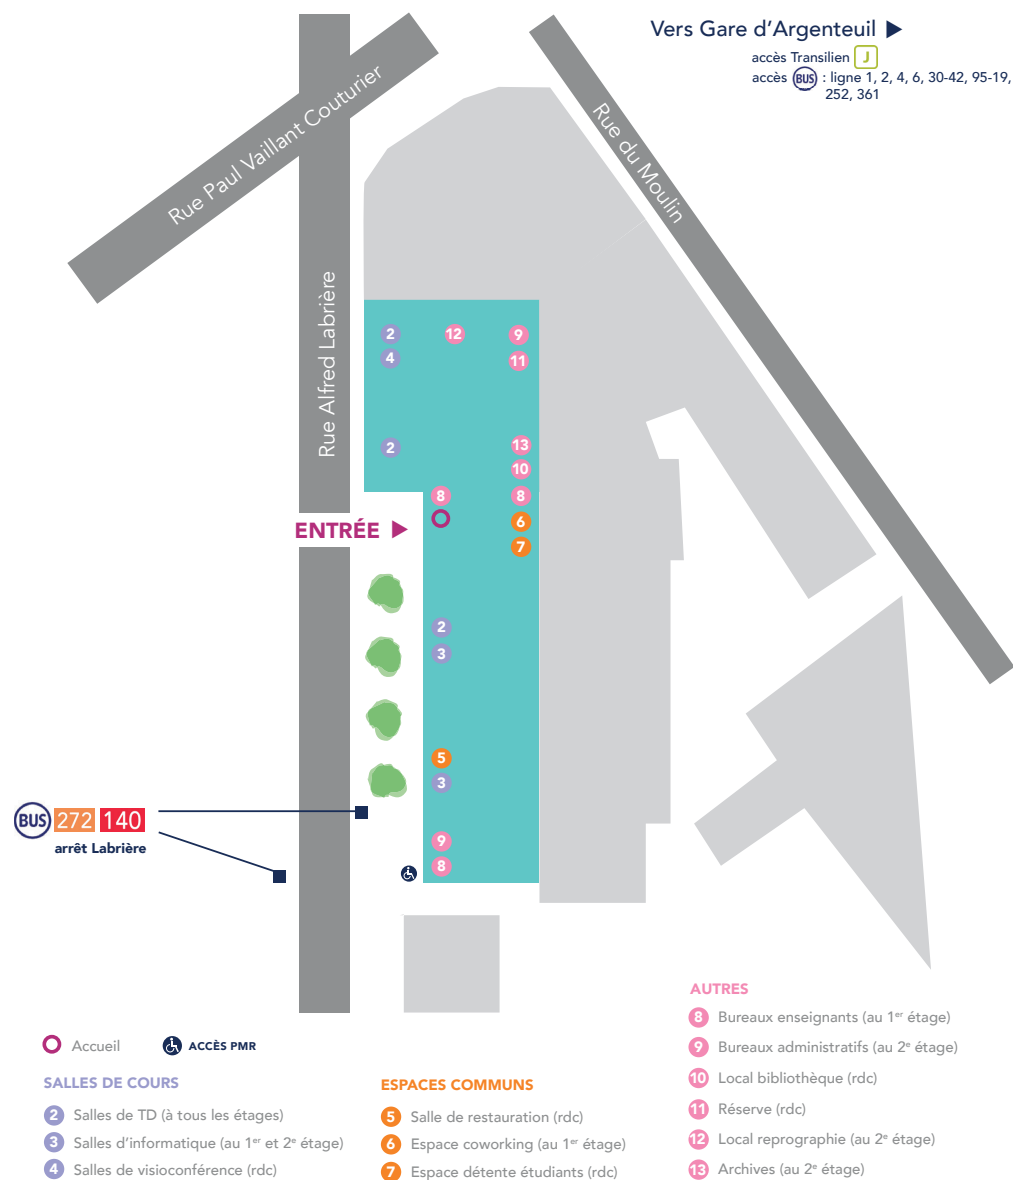 Vers Gare d'Argenteuil ▶
accès Transilien J
accès BUS : ligne 1, 2, 4, 6, 30-42, 95-19,
252, 361
Rue Paul Vaillant Couturier
Rue du Moulin
Rue Alfred Labrière
2
12
9
4
11
2
13
10
8
8
ENTRÉE ▶
6
7
2
3
5
3
BUS 272 140
arrêt Labrière
9
8
Accueil
ACCÈS PMR
SALLES DE COURS
2 Salles de TD (à tous les étages)
3 Salles d'informatique (au 1er et 2e étage)
4 Salles de visioconférence (rdc)
ESPACES COMMUNS
5 Salle de restauration (rdc)
6 Espace coworking (au 1er étage)
7 Espace détente étudiants (rdc)
AUTRES
8 Bureaux enseignants (au 1er étage)
9 Bureaux administratifs (au 2e étage)
10 Local bibliothèque (rdc)
11 Réserve (rdc)
12 Local reprographie (au 2e étage)
13 Archives (au 2e étage)